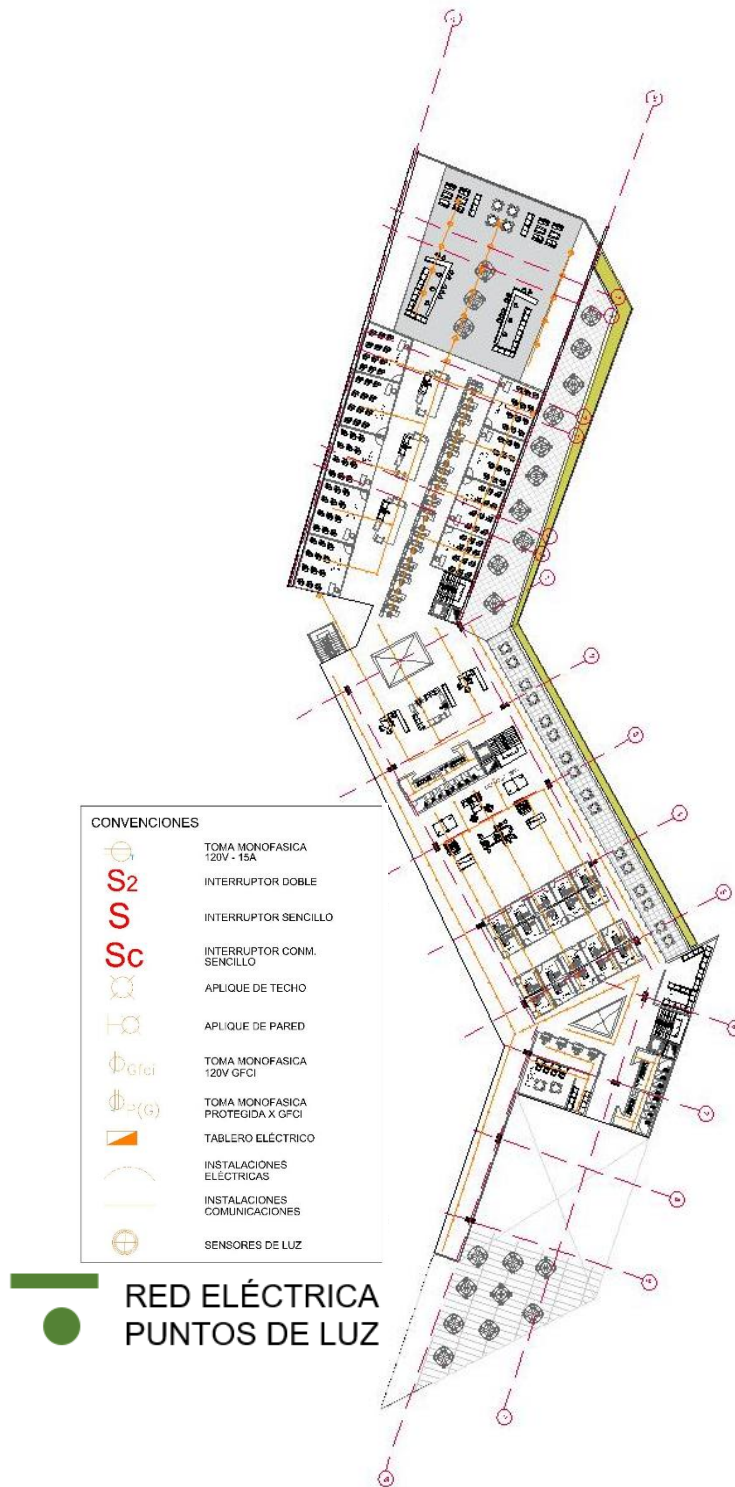 CONVENCIONES
TOMA MONOFASICA
120V - 15A
S2
INTERRUPTOR DOBLE
S
INTERRUPTOR SENCILLO
Sc
INTERRUPTOR CONM.
SENCILLO
APLIQUE DE TECHO
APLIQUE DE PARED
GFci
TOMA MONOFASICA
120V GFCI
P(G)
TOMA MONOFASICA
PROTEGIDA X GFCI
TABLERO ELÉCTRICO
INSTALACIONES
ELÉCTRICAS
INSTALACIONES
COMUNICACIONES
SENSORES DE LUZ
RED ELÉCTRICA
PUNTOS DE LUZ